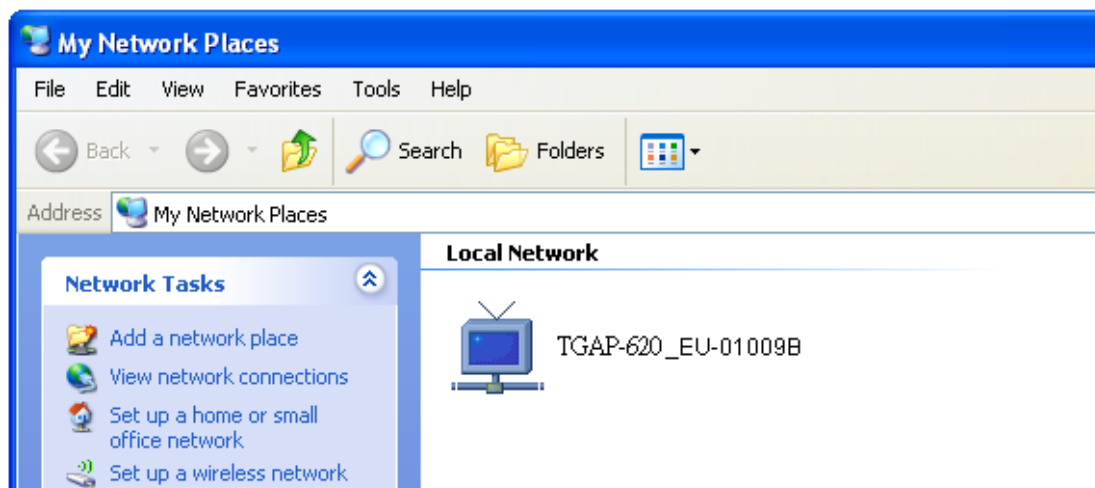 My Network Places
File Edit View Favorites Tools Help
Back Search Folders
Address My Network Places
Local Network
Network Tasks
TGAP-620_EU-01009B
Add a network place
View network connections
Set up a home or small
office network
Set up a wireless network